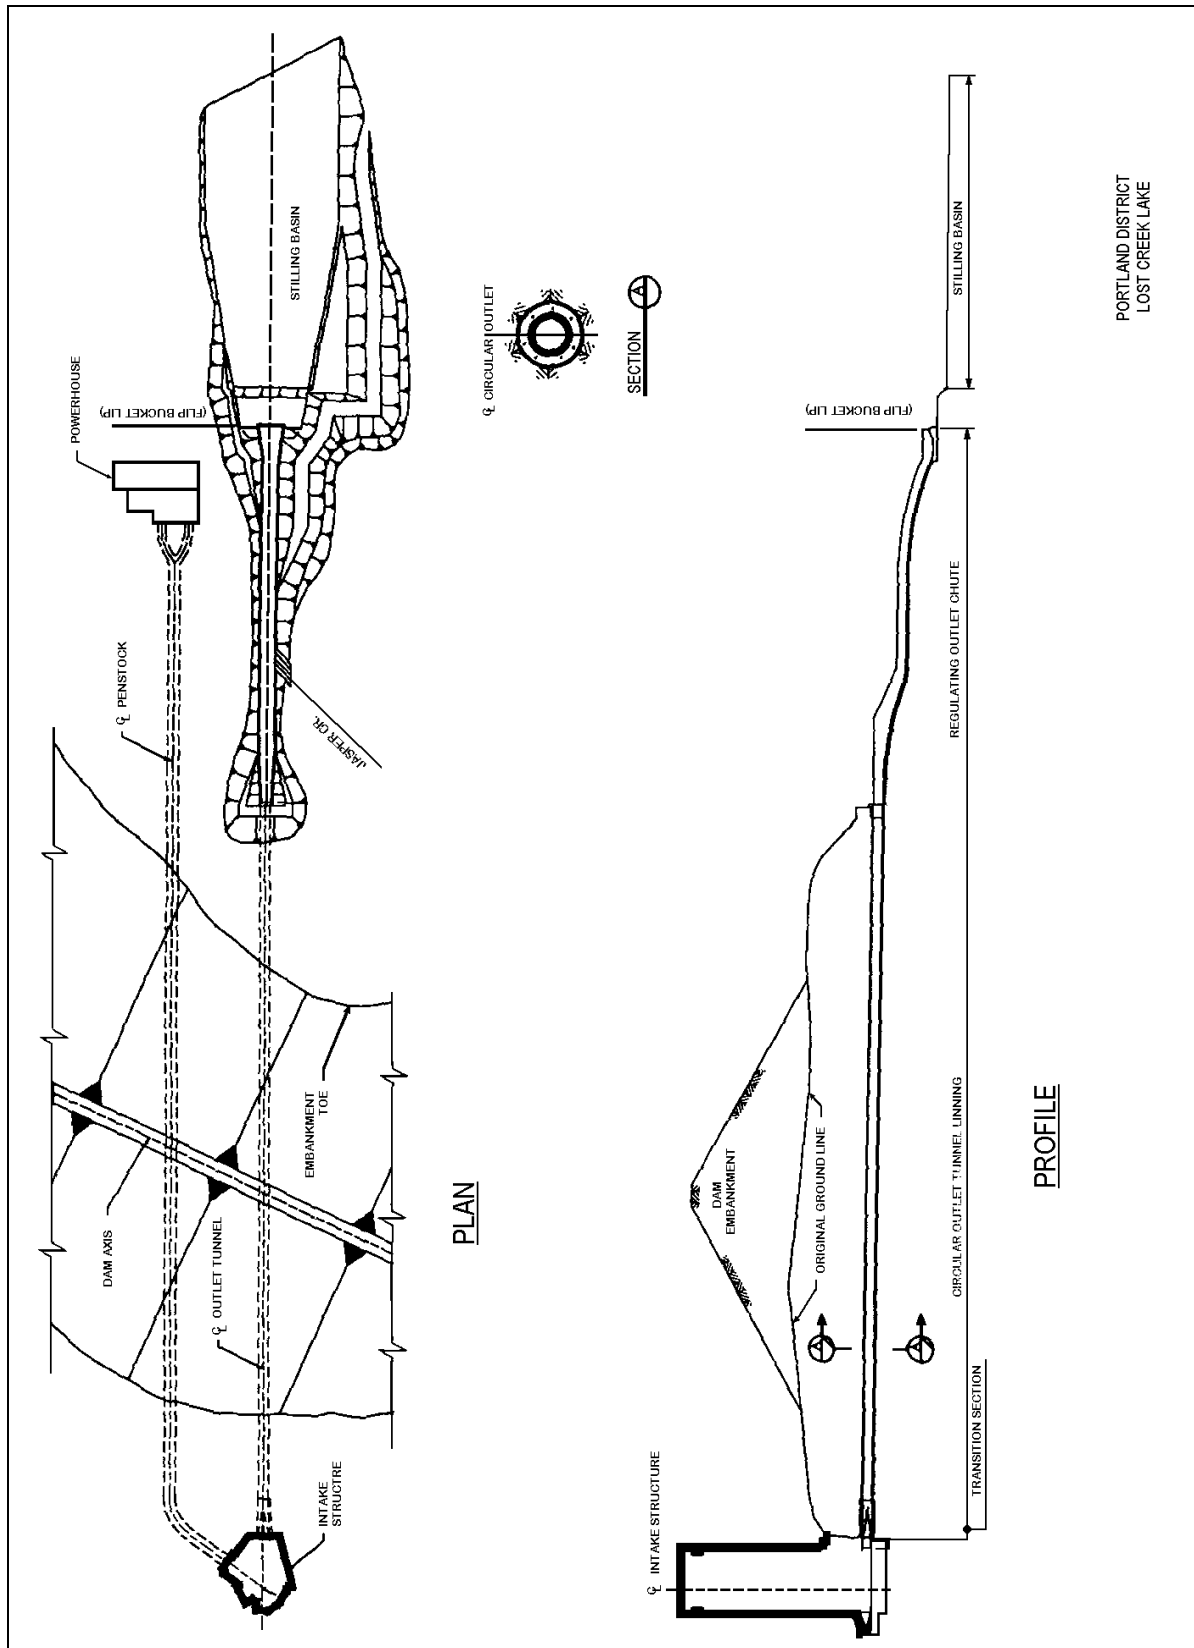 POWERHOUSE
(FLIP BUCKET LIP)
STILLING BASIN
℄ PENSTOCK
JASPER CR.
DAM AXIS
℄ OUTLET TUNNEL
EMBANKMENT
TOE
INTAKE
STRUCTRE
PLAN
℄ CIRCULAR OUTLET
SECTION
A
℄ INTAKE STRUCTURE
DAM
EMBANKMENT
ORIGINAL GROUND LINE
A
A
(FLIP BUCKET LIP)
TRANSITION SECTION
CIRCULAR OUTLET TUNNEL LINNING
REGULATING OUTLET CHUTE
STILLING BASIN
PROFILE
PORTLAND DISTRICT
LOST CREEK LAKE